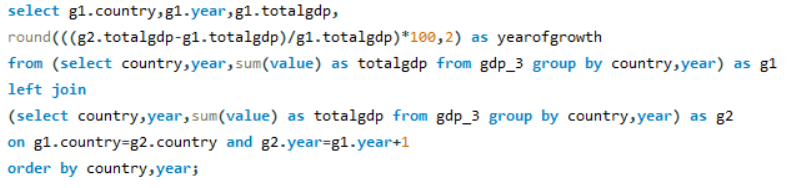 select g1.country,g1.year,g1.totalgdp,
round(((g2.totalgdp-g1.totalgdp)/g1.totalgdp)*100,2) as yearofgrowth
from (select country,year,sum(value) as totalgdp from gdp_3 group by country,year) as g1
left join
(select country,year,sum(value) as totalgdp from gdp_3 group by country,year) as g2
on g1.country=g2.country and g2.year=g1.year+1
order by country,year;